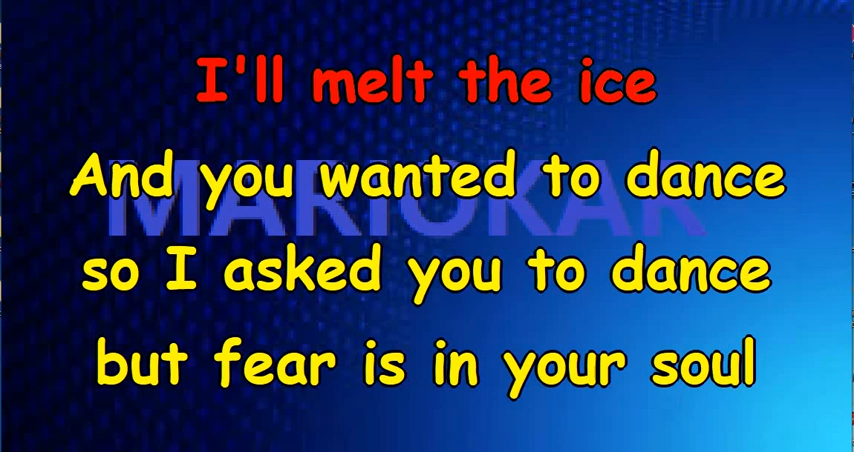 I'll melt the ice
And you wanted to dance
MARIOKAR
so I asked you to dance
but fear is in your soul